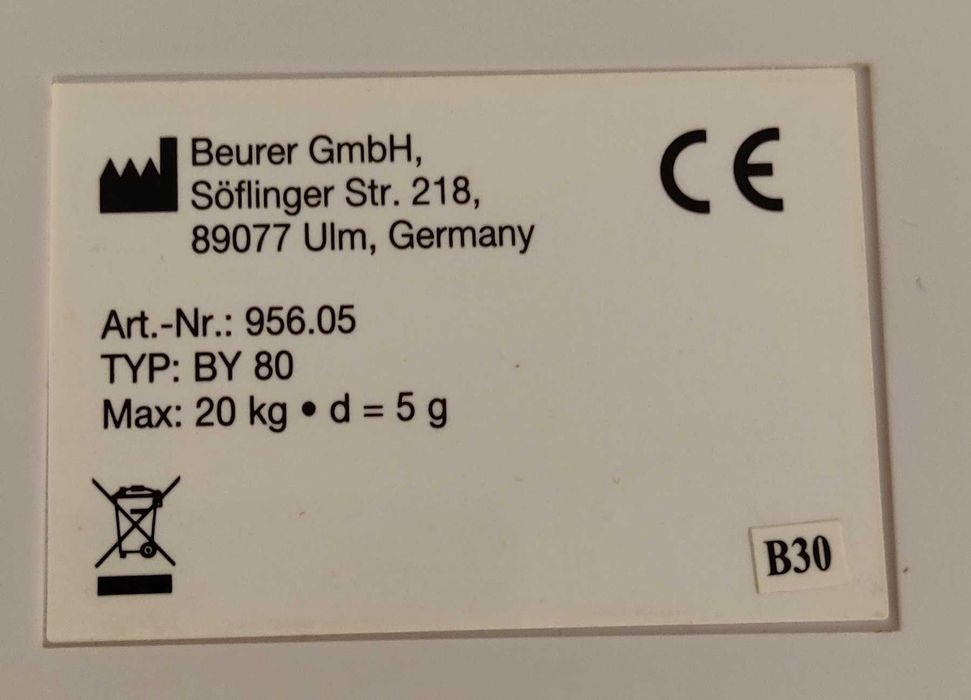 Beurer GmbH,
Söflinger Str. 218,
89077 Ulm, Germany
CE
Art.-Nr.: 956.05
TYP: BY 80
Max: 20 kg • d = 5 g
B30